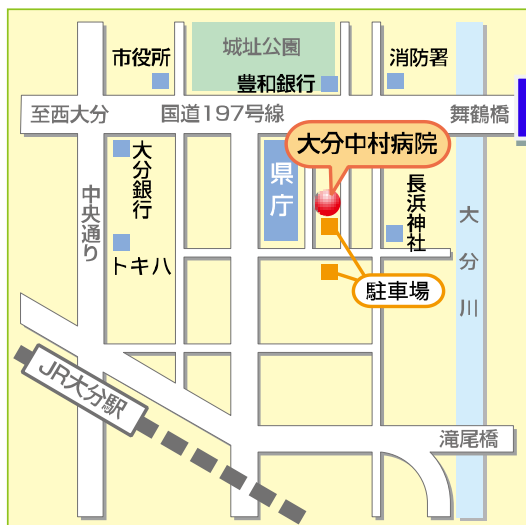 城址公園
市役所
消防署
豊和銀行
至西大分
国道197号線
舞鶴橋
大分中村病院
大分銀行
県庁
長浜神社
中央通り
大分川
トキハ
駐車場
JR大分駅
滝尾橋